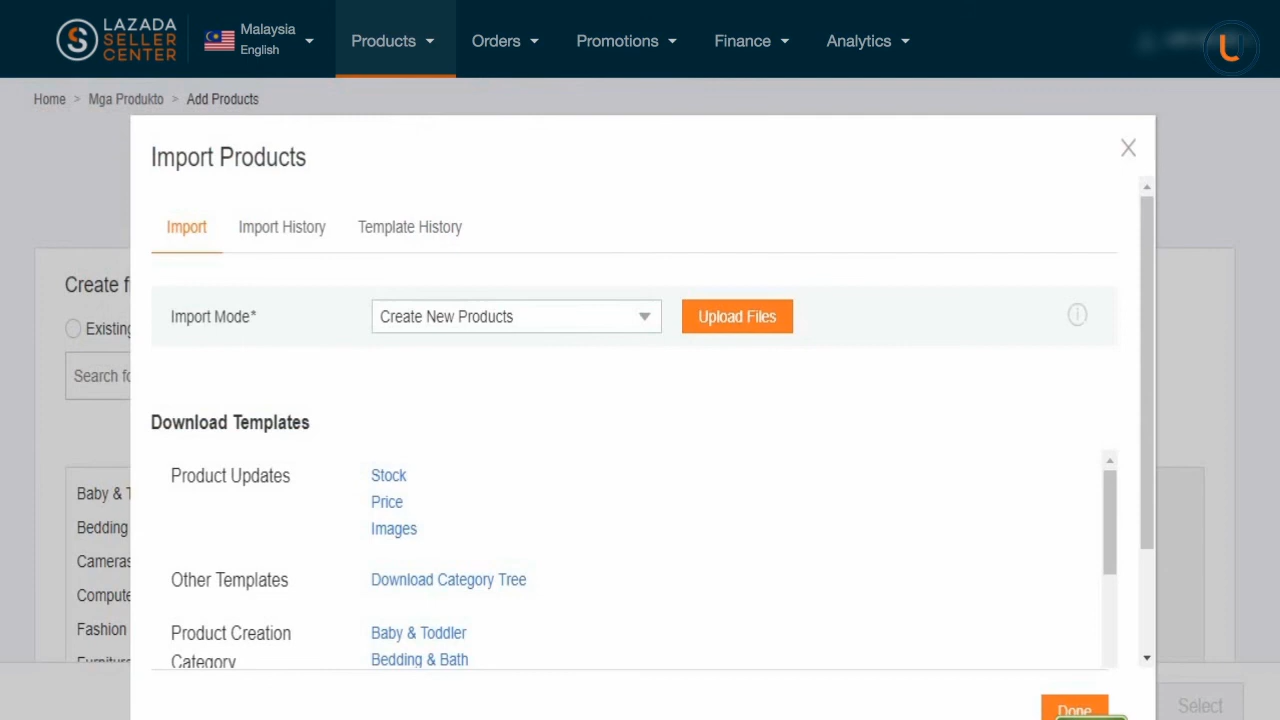 LAZADA
SELLER
CENTER
Malaysia
English
Products
Orders
Promotions
Finance
Analytics
Home > Mga Produkto > Add Products
Import Products
X
Import
Import History
Template History
Create f
Existing
Search fo
Import Mode*
Create New Products
Upload Files
Download Templates
Product Updates
Stock
Price
Images
Other Templates
Download Category Tree
Product Creation
Category
Baby & Toddler
Bedding & Bath
Baby & T
Bedding
Cameras
Compute
Fashion
Furniture
Done
Select